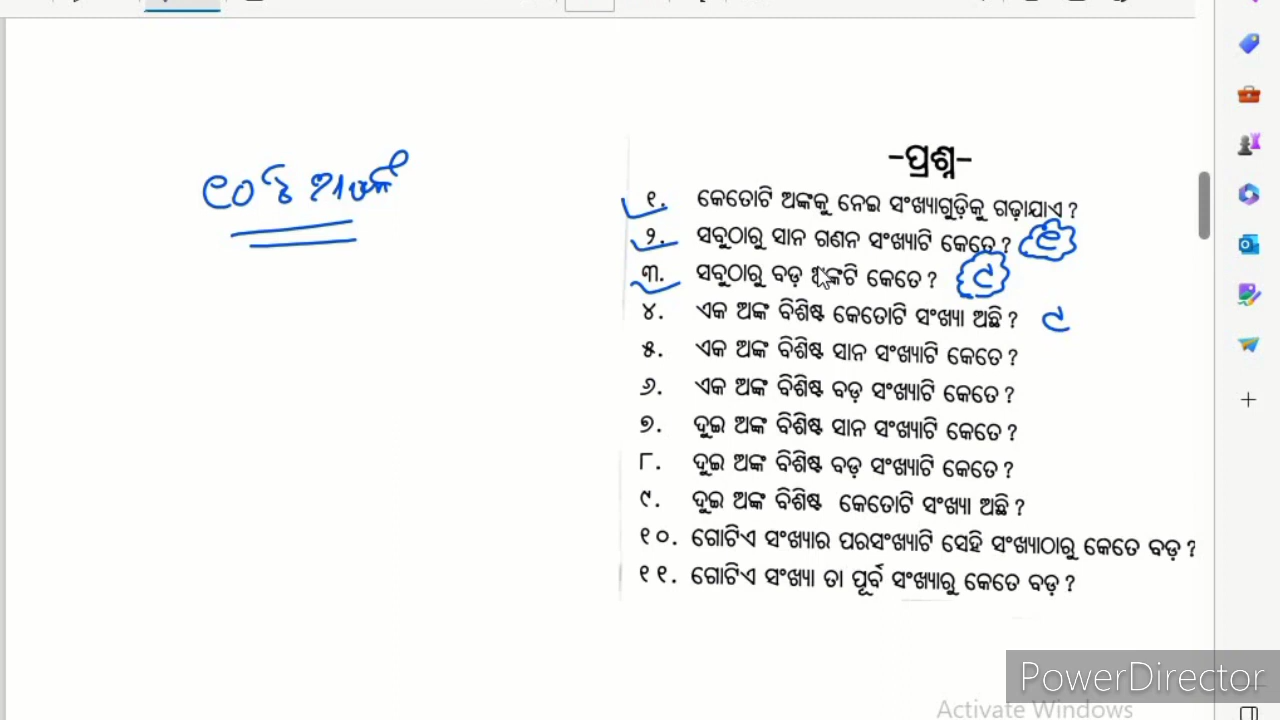 ୧୦ଟି ଅଙ୍କ
-ପ୍ରଶ୍ନ-
୧. କେତୋଟି ଅଙ୍କକୁ ନେଇ ସଂଖ୍ୟାଗୁଡ଼ିକୁ ଗଢ଼ାଯାଏ ?
୨. ସବୁଠାରୁ ସାନ ଗଣନ ସଂଖ୍ୟାଟି କେତେ ? ୧
୩. ସବୁଠାରୁ ବଡ଼ ଅଙ୍କଟି କେତେ ? ୯
୪. ଏକ ଅଙ୍କ ବିଶିଷ୍ଟ କେତୋଟି ସଂଖ୍ୟା ଅଛି ? ୯
୫. ଏକ ଅଙ୍କ ବିଶିଷ୍ଟ ସାନ ସଂଖ୍ୟାଟି କେତେ ?
୬. ଏକ ଅଙ୍କ ବିଶିଷ୍ଟ ବଡ଼ ସଂଖ୍ୟାଟି କେତେ ?
୭. ଦୁଇ ଅଙ୍କ ବିଶିଷ୍ଟ ସାନ ସଂଖ୍ୟାଟି କେତେ ?
୮. ଦୁଇ ଅଙ୍କ ବିଶିଷ୍ଟ ବଡ଼ ସଂଖ୍ୟାଟି କେତେ ?
୯. ଦୁଇ ଅଙ୍କ ବିଶିଷ୍ଟ କେତୋଟି ସଂଖ୍ୟା ଅଛି ?
୧୦. ଗୋଟିଏ ସଂଖ୍ୟାର ପରସଂଖ୍ୟାଟି ସେହି ସଂଖ୍ୟାଠାରୁ କେତେ ବଡ଼ ?
୧୧. ଗୋଟିଏ ସଂଖ୍ୟା ତା ପୂର୍ବ ସଂଖ୍ୟାରୁ କେତେ ବଡ଼ ?
PowerDirector
Activate Windows